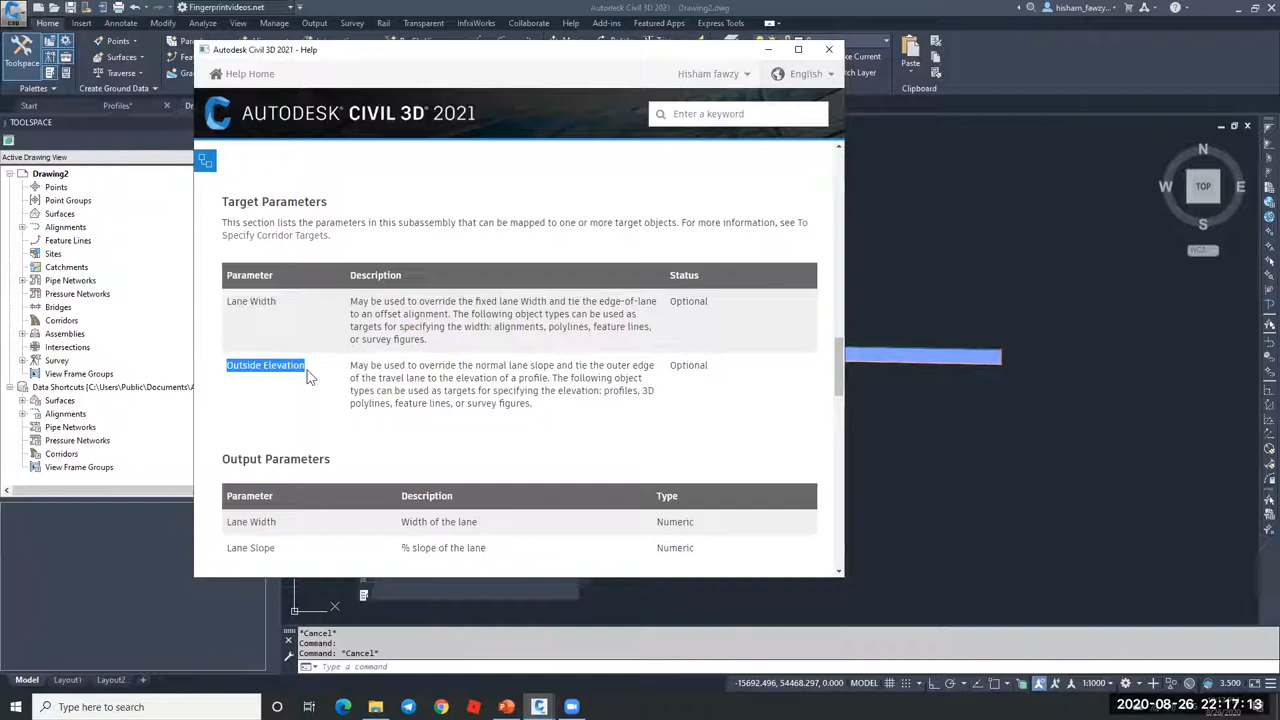 Fingerprintvideos.net
Autodesk Civil 3D 2021 Drawing2.dwg
hisham_fawzy...
Home Insert Annotate Modify Analyze View Manage Output Survey Rail Transparent InfraWorks Collaborate Help Add-ins Featured Apps Express Tools
Toolspace
Points
Surfaces
Traverse
Palettes
Create Ground Data
Paste
Clipboard
Start
Profiles*
TOOLSPACE
Active Drawing View
Drawing2
Points
Point Groups
Surfaces
Alignments
Feature Lines
Sites
Catchments
Pipe Networks
Pressure Networks
Bridges
Corridors
Assemblies
Intersections
Survey
View Frame Groups
Data Shortcuts [C:\Users\Public\Documents\A
Surfaces
Alignments
Pipe Networks
Pressure Networks
Corridors
View Frame Groups
Autodesk Civil 3D 2021 - Help
Help Home
Hisham fawzy
English
AUTODESK® CIVIL 3D® 2021
Enter a keyword
Target Parameters
This section lists the parameters in this subassembly that can be mapped to one or more target objects. For more information, see To
Specify Corridor Targets.
Parameter Description Status
Lane Width May be used to override the fixed lane Width and tie the edge-of-lane Optional
to an offset alignment. The following object types can be used as
targets for specifying the width: alignments, polylines, feature lines,
or survey figures.
Outside Elevation May be used to override the normal lane slope and tie the outer edge Optional
of the travel lane to the elevation of a profile. The following object
types can be used as targets for specifying the elevation: profiles, 3D
polylines, feature lines, or survey figures.
Output Parameters
Parameter Description Type
Lane Width Width of the lane Numeric
Lane Slope % slope of the lane Numeric
N
W TOP E
S
WCS
*Cancel*
Command:
Command: *Cancel*
Type a command
Model Layout1 Layout2 +
-15692.496, 54468.297, 0.000 MODEL
1:1000
3.500
Type here to search
2020-08-26 22:17:13